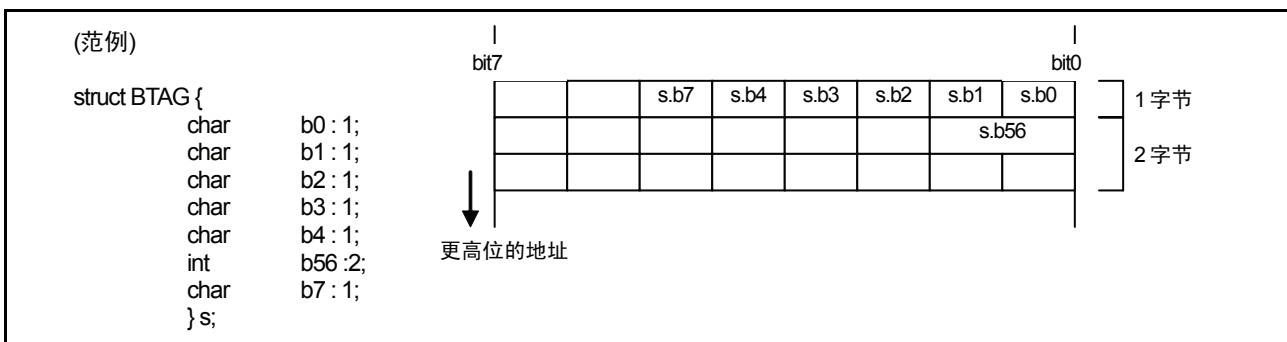 (范例)
bit7 bit0
struct BTAG {
char b0 : 1;
char b1 : 1;
char b2 : 1;
char b3 : 1;
char b4 : 1;
int b56 :2;
char b7 : 1;
} s;
s.b7 s.b4 s.b3 s.b2 s.b1 s.b0
1 字节
s.b56
2 字节
更高位的地址